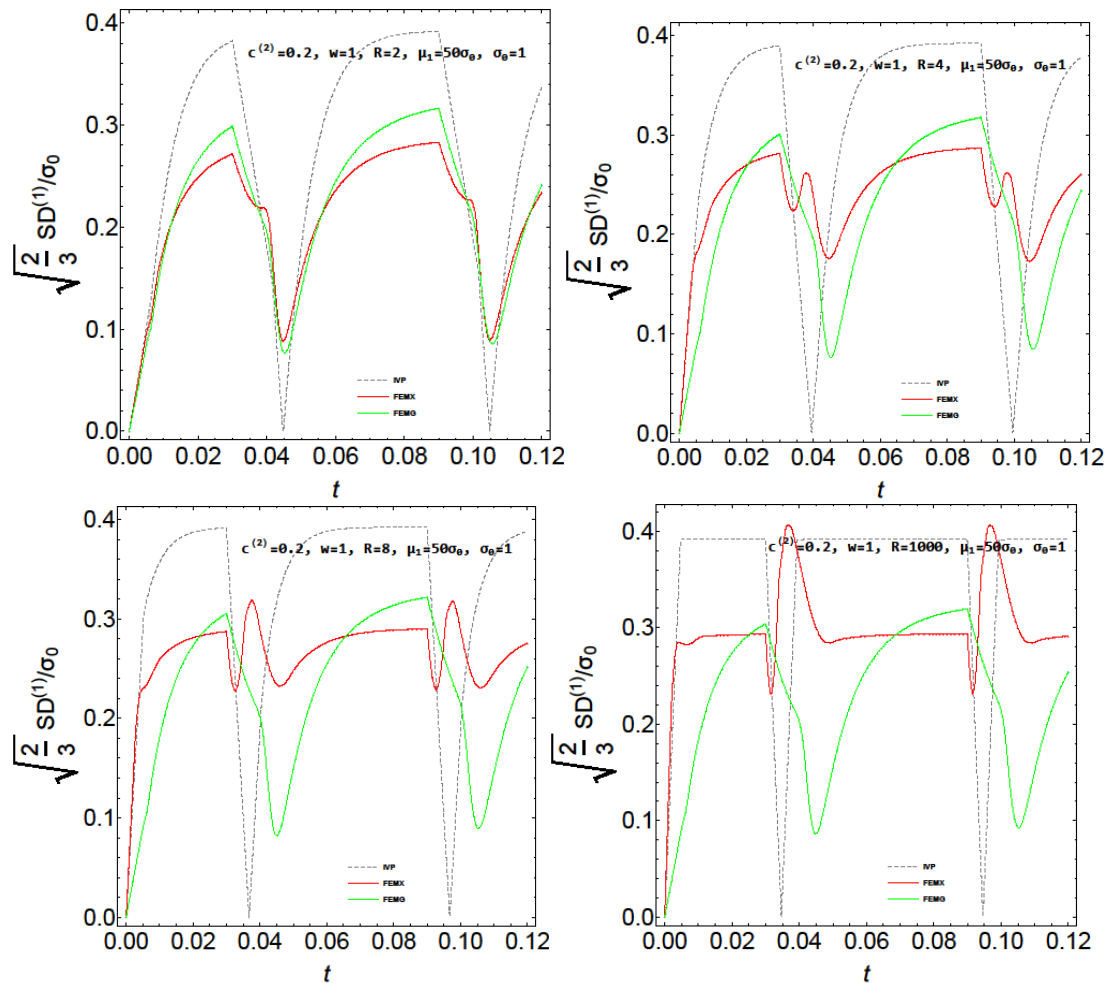 0.4
c⁽²⁾=0.2, w=1, R=2, μ₁=50σ₀, σ₀=1
0.3
0.2
0.1
0.0
√(2/3) SD⁽¹⁾/σ₀
IVP
FEMX
FEMG
0.00 0.02 0.04 0.06 0.08 0.10 0.12
t
0.4
c⁽²⁾=0.2, w=1, R=4, μ₁=50σ₀, σ₀=1
0.3
0.2
0.1
0.0
√(2/3) SD⁽¹⁾/σ₀
IVP
FEMX
FEMG
0.00 0.02 0.04 0.06 0.08 0.10 0.12
t
0.4
c⁽²⁾=0.2, w=1, R=8, μ₁=50σ₀, σ₀=1
0.3
0.2
0.1
0.0
√(2/3) SD⁽¹⁾/σ₀
IVP
FEMX
FEMG
0.00 0.02 0.04 0.06 0.08 0.10 0.12
t
0.4
c⁽²⁾=0.2, w=1, R=1000, μ₁=50σ₀, σ₀=1
0.3
0.2
0.1
0.0
√(2/3) SD⁽¹⁾/σ₀
IVP
FEMX
FEMG
0.00 0.02 0.04 0.06 0.08 0.10 0.12
t